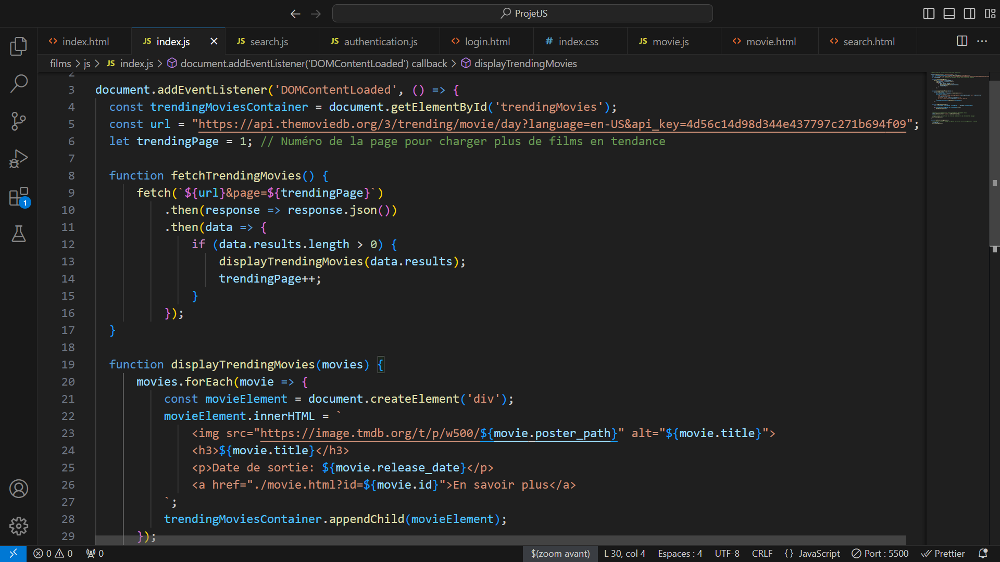 ProjetJS
<> index.html JS index.js × JS search.js JS authentication.js <> login.html # index.css JS movie.js <> movie.html <> search.html ...
films > js > JS index.js > document.addEventListener('DOMContentLoaded') callback > displayTrendingMovies
2
3 document.addEventListener('DOMContentLoaded', () => {
4 const trendingMoviesContainer = document.getElementById('trendingMovies');
5 const url = "https://api.themoviedb.org/3/trending/movie/day?language=en-US&api_key=4d56c14d98d344e437797c271b694f09";
6 let trendingPage = 1; // Numéro de la page pour charger plus de films en tendance
7
8 function fetchTrendingMovies() {
9 fetch(`${url}&page=${trendingPage}`)
10 .then(response => response.json())
11 .then(data => {
12 if (data.results.length > 0) {
13 displayTrendingMovies(data.results);
14 trendingPage++;
15 }
16 });
17 }
18
19 function displayTrendingMovies(movies) {
20 movies.forEach(movie => {
21 const movieElement = document.createElement('div');
22 movieElement.innerHTML = `
23 <img src="https://image.tmdb.org/t/p/w500/${movie.poster_path}" alt="${movie.title}">
24 <h3>${movie.title}</h3>
25 <p>Date de sortie: ${movie.release_date}</p>
26 <a href="./movie.html?id=${movie.id}">En savoir plus</a>
27 `;
28 trendingMoviesContainer.appendChild(movieElement);
29 });
1
0 0 0 $(zoom avant) L 30, col 4 Espaces : 4 UTF-8 CRLF {} JavaScript Port : 5500 Prettier